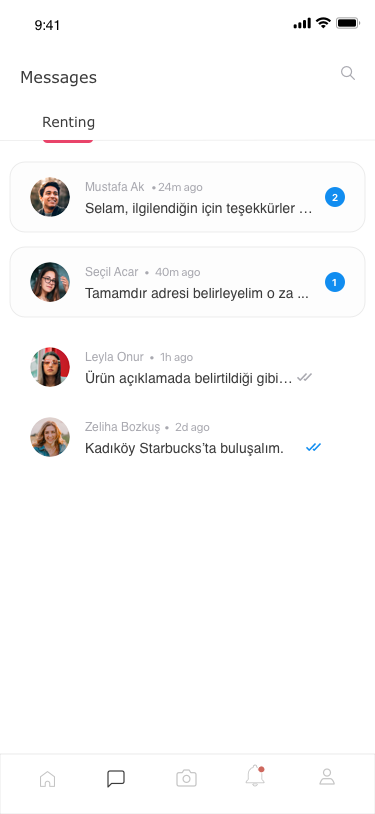 9:41
Messages
Renting
Mustafa Ak • 24m ago
Selam, ilgilendiğin için teşekkürler ...
2
Seçil Acar • 40m ago
Tamamdır adresi belirleyelim o za ...
1
Leyla Onur • 1h ago
Ürün açıklamada belirtildiği gibi...
Zeliha Bozkuş • 2d ago
Kadıköy Starbucks’ta buluşalım.